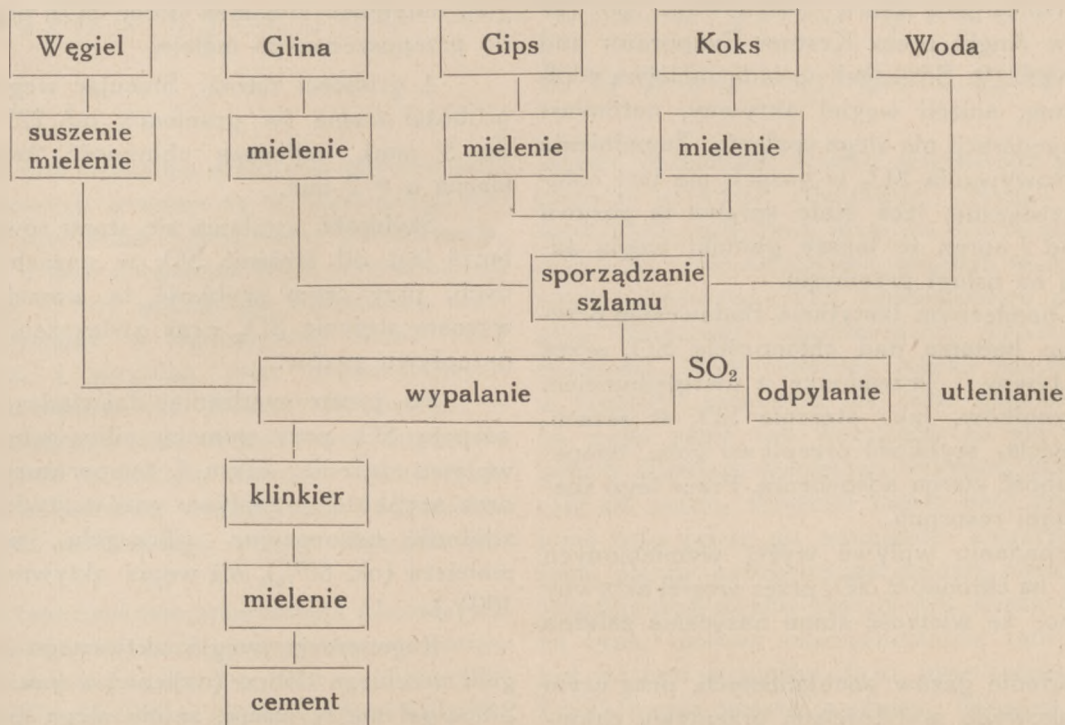 Węgiel
Glina
Gips
Koks
Woda
suszenie
mielenie
mielenie
mielenie
mielenie
sporządzanie
szlamu
wypalanie
SO₂
odpylanie
utlenianie
klinkier
mielenie
cement